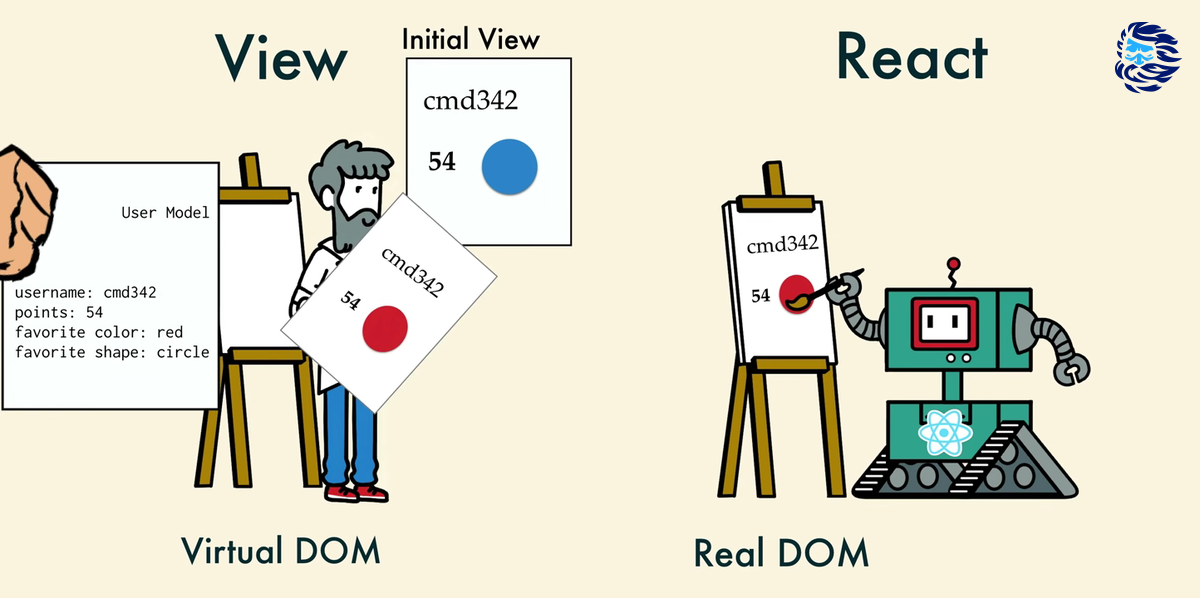 View
Initial View
React
cmd342
54
User Model
username: cmd342
points: 54
favorite color: red
favorite shape: circle
cmd342
54
cmd342
54
Virtual DOM
Real DOM